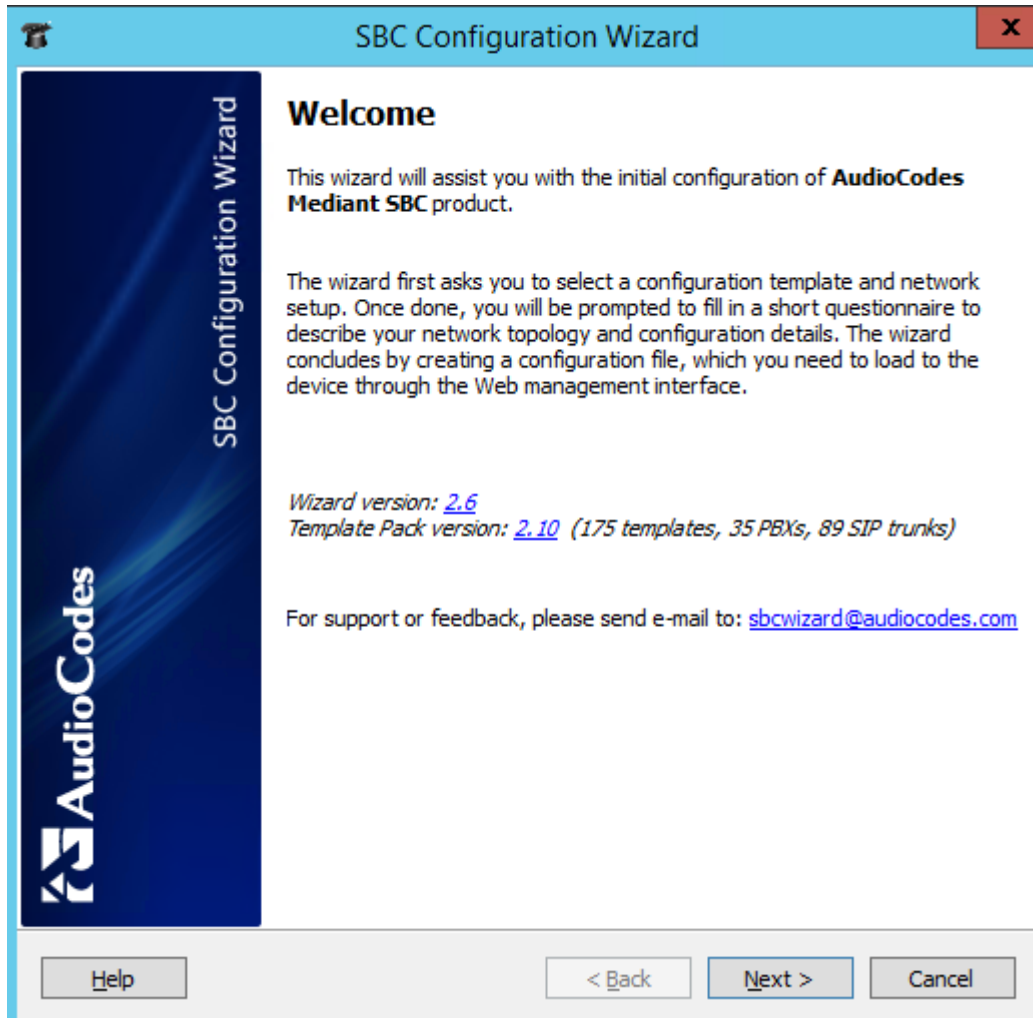 SBC Configuration Wizard
x
SBC Configuration Wizard
AudioCodes
Welcome
This wizard will assist you with the initial configuration of AudioCodes
Mediant SBC product.
The wizard first asks you to select a configuration template and network
setup. Once done, you will be prompted to fill in a short questionnaire to
describe your network topology and configuration details. The wizard
concludes by creating a configuration file, which you need to load to the
device through the Web management interface.
Wizard version: 2.6
Template Pack version: 2.10 (175 templates, 35 PBXs, 89 SIP trunks)
For support or feedback, please send e-mail to: sbcwizard@audiocodes.com
Help
< Back
Next >
Cancel